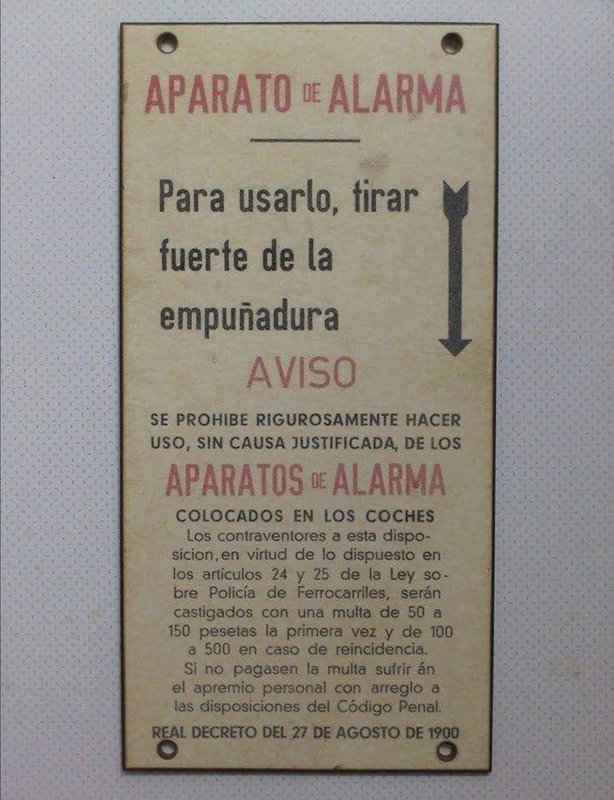 APARATO DE ALARMA
Para usarlo, tirar
fuerte de la
empuñadura
AVISO
SE PROHIBE RIGUROSAMENTE HACER
USO, SIN CAUSA JUSTIFICADA, DE LOS
APARATOS DE ALARMA
COLOCADOS EN LOS COCHES
Los contraventores a esta dispo-
sicion, en virtud de lo dispuesto en
los artículos 24 y 25 de la Ley so-
bre Policía de Ferrocarriles, serán
castigados con una multa de 50 a
150 pesetas la primera vez y de 100
a 500 en caso de reincidencia.
Si no pagasen la multa sufrir án
el apremio personal con arreglo a
las disposiciones del Código Penal.
REAL DECRETO DEL 27 DE AGOSTO DE 1900